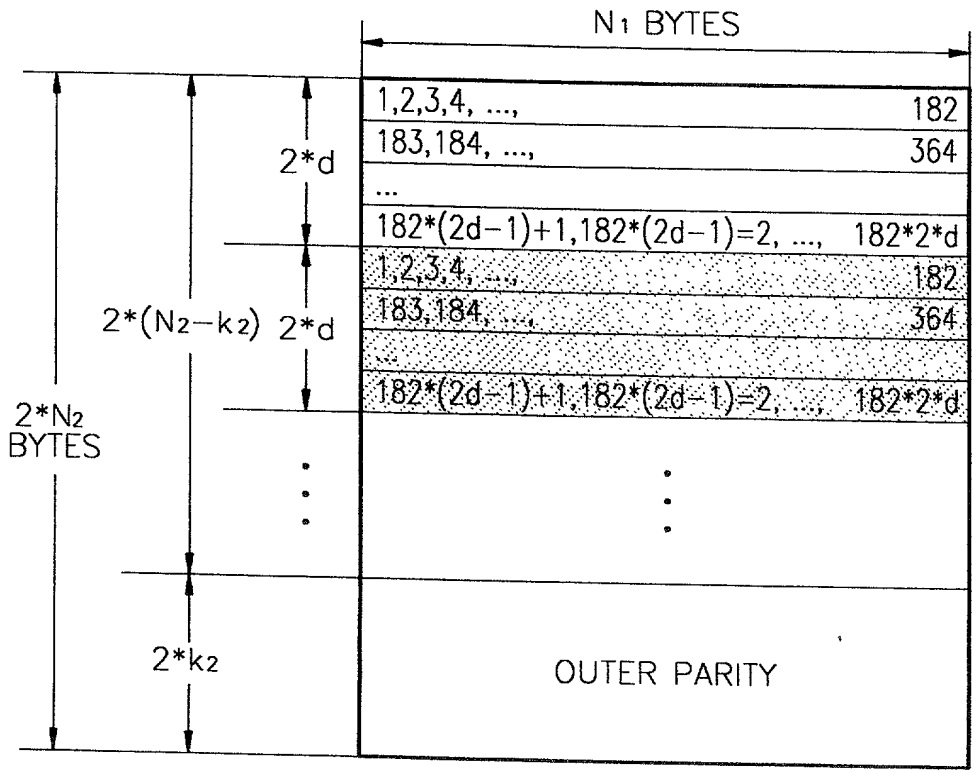 N1 BYTES
1,2,3,4, ..., 182
183,184, ..., 364
2*d
...
182*(2d-1)+1,182*(2d-1)=2, ..., 182*2*d
1,2,3,4, ..., 182
183,184, ..., 364
2*(N2-k2) 2*d
...
182*(2d-1)+1,182*(2d-1)=2, ..., 182*2*d
2*N2
BYTES
2*k2
OUTER PARITY